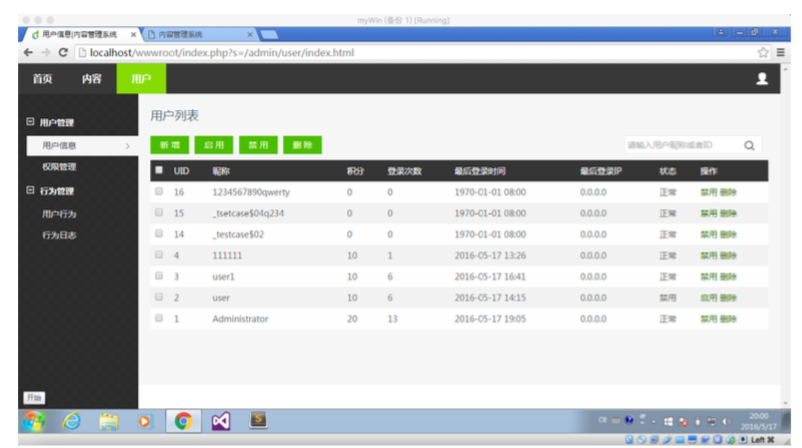 myWin (备份 1) [Running]
用户信息|内容管理系统 × 内容管理系统 ×
localhost/wwwroot/index.php?s=/admin/user/index.html
首页 内容 用户
用户管理
用户信息 >
权限管理
行为管理
用户行为
行为日志
用户列表
新增 启用 禁用 删除 请输入用户昵称或者ID
UID 昵称 积分 登录次数 最后登录时间 最后登录IP 状态 操作
16 1234567890qwerty 0 0 1970-01-01 08:00 0.0.0.0 正常 禁用 删除
15 _tsetcase$04q234 0 0 1970-01-01 08:00 0.0.0.0 正常 禁用 删除
14 _testcase$02 0 0 1970-01-01 08:00 0.0.0.0 正常 禁用 删除
4 111111 10 1 2016-05-17 13:26 0.0.0.0 正常 禁用 删除
3 user1 10 6 2016-05-17 16:41 0.0.0.0 正常 禁用 删除
2 user 10 6 2016-05-17 14:15 0.0.0.0 禁用 启用 删除
1 Administrator 20 13 2016-05-17 19:05 0.0.0.0 正常 禁用 删除
开始
CH 20:00
2016/5/17
Left ⌘